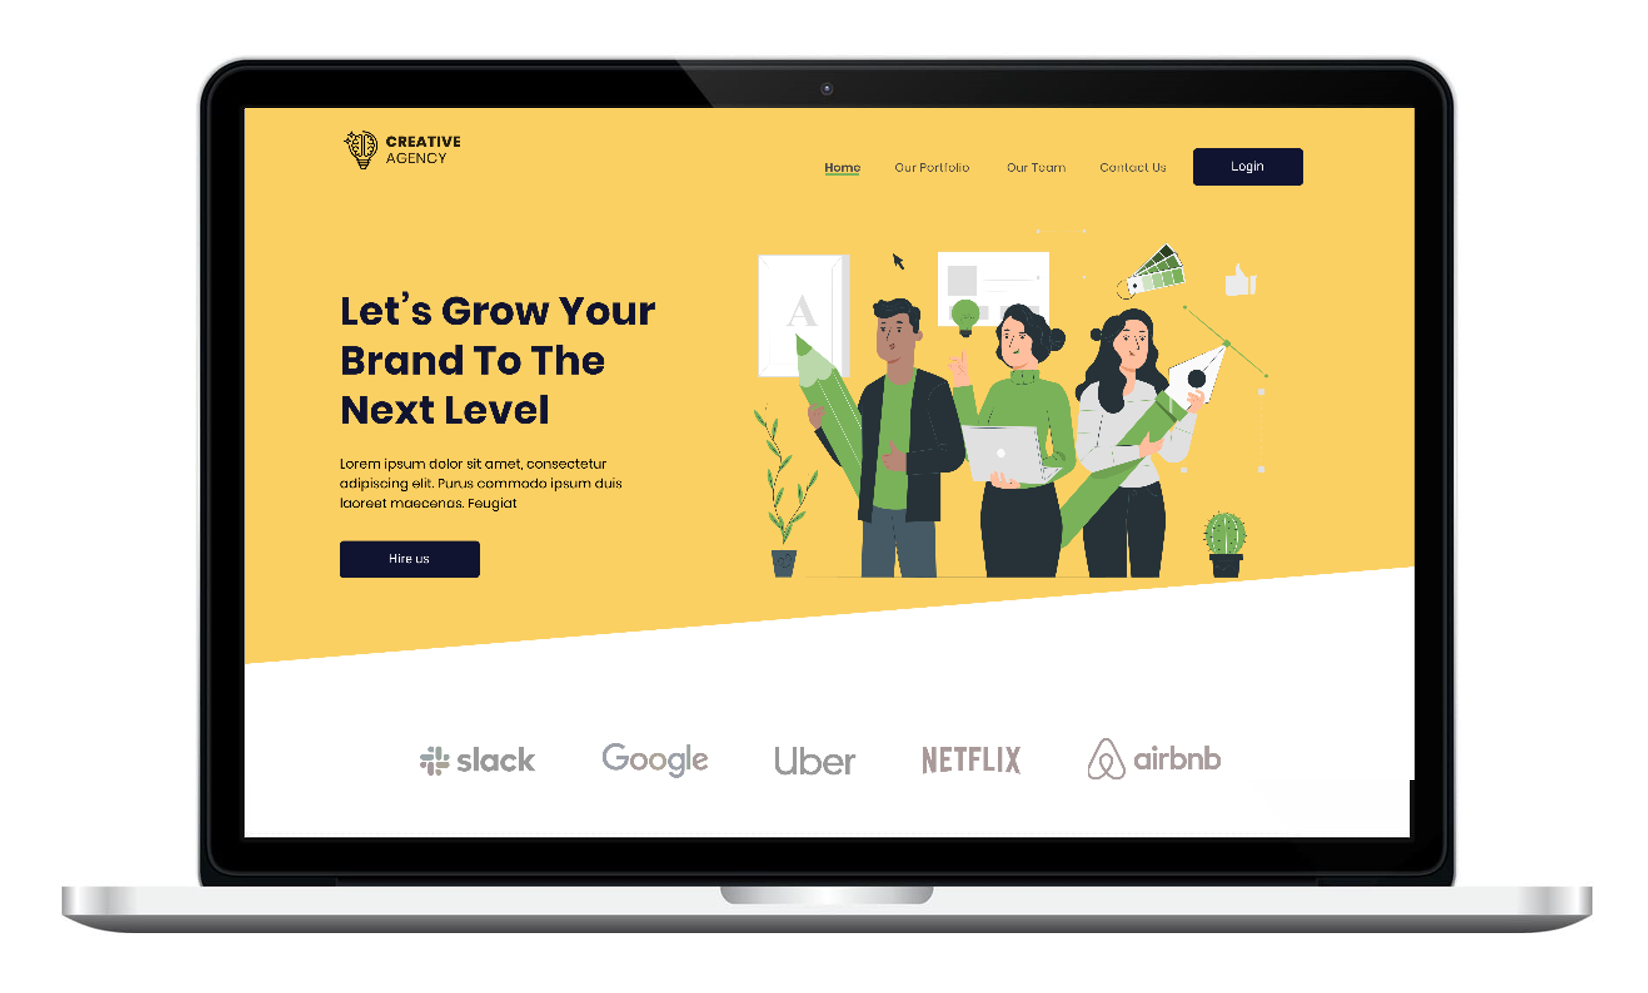 CREATIVE
AGENCY
Home Our Portfolio Our Team Contact Us Login
Let’s Grow Your
Brand To The
Next Level
Lorem ipsum dolor sit amet, consectetur
adipiscing elit. Purus commodo ipsum duis
laoreet maecenas. Feugiat
Hire us
A
slack Google Uber NETFLIX airbnb